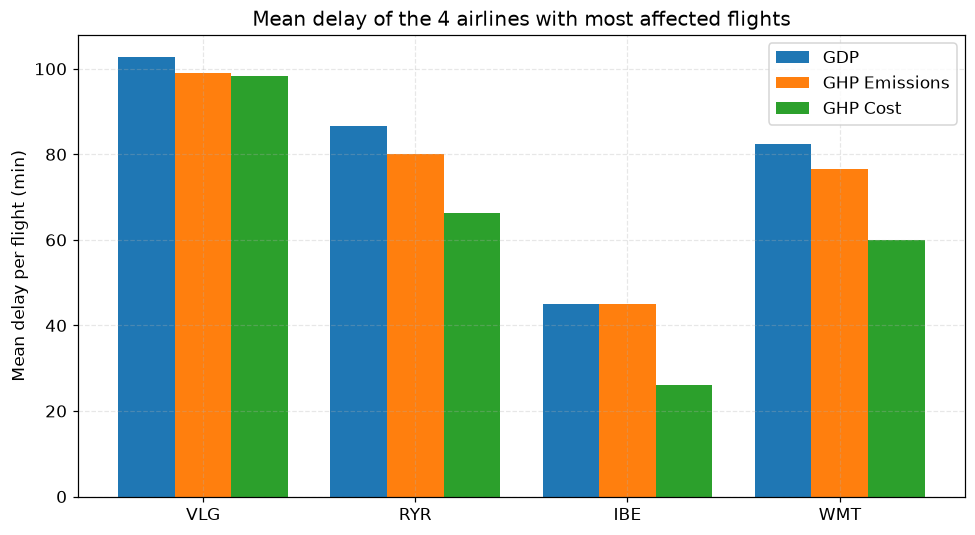 Mean delay of the 4 airlines with most affected flights
GDP
GHP Emissions
GHP Cost
Mean delay per flight (min)
100
80
60
40
20
0
VLG
RYR
IBE
WMT